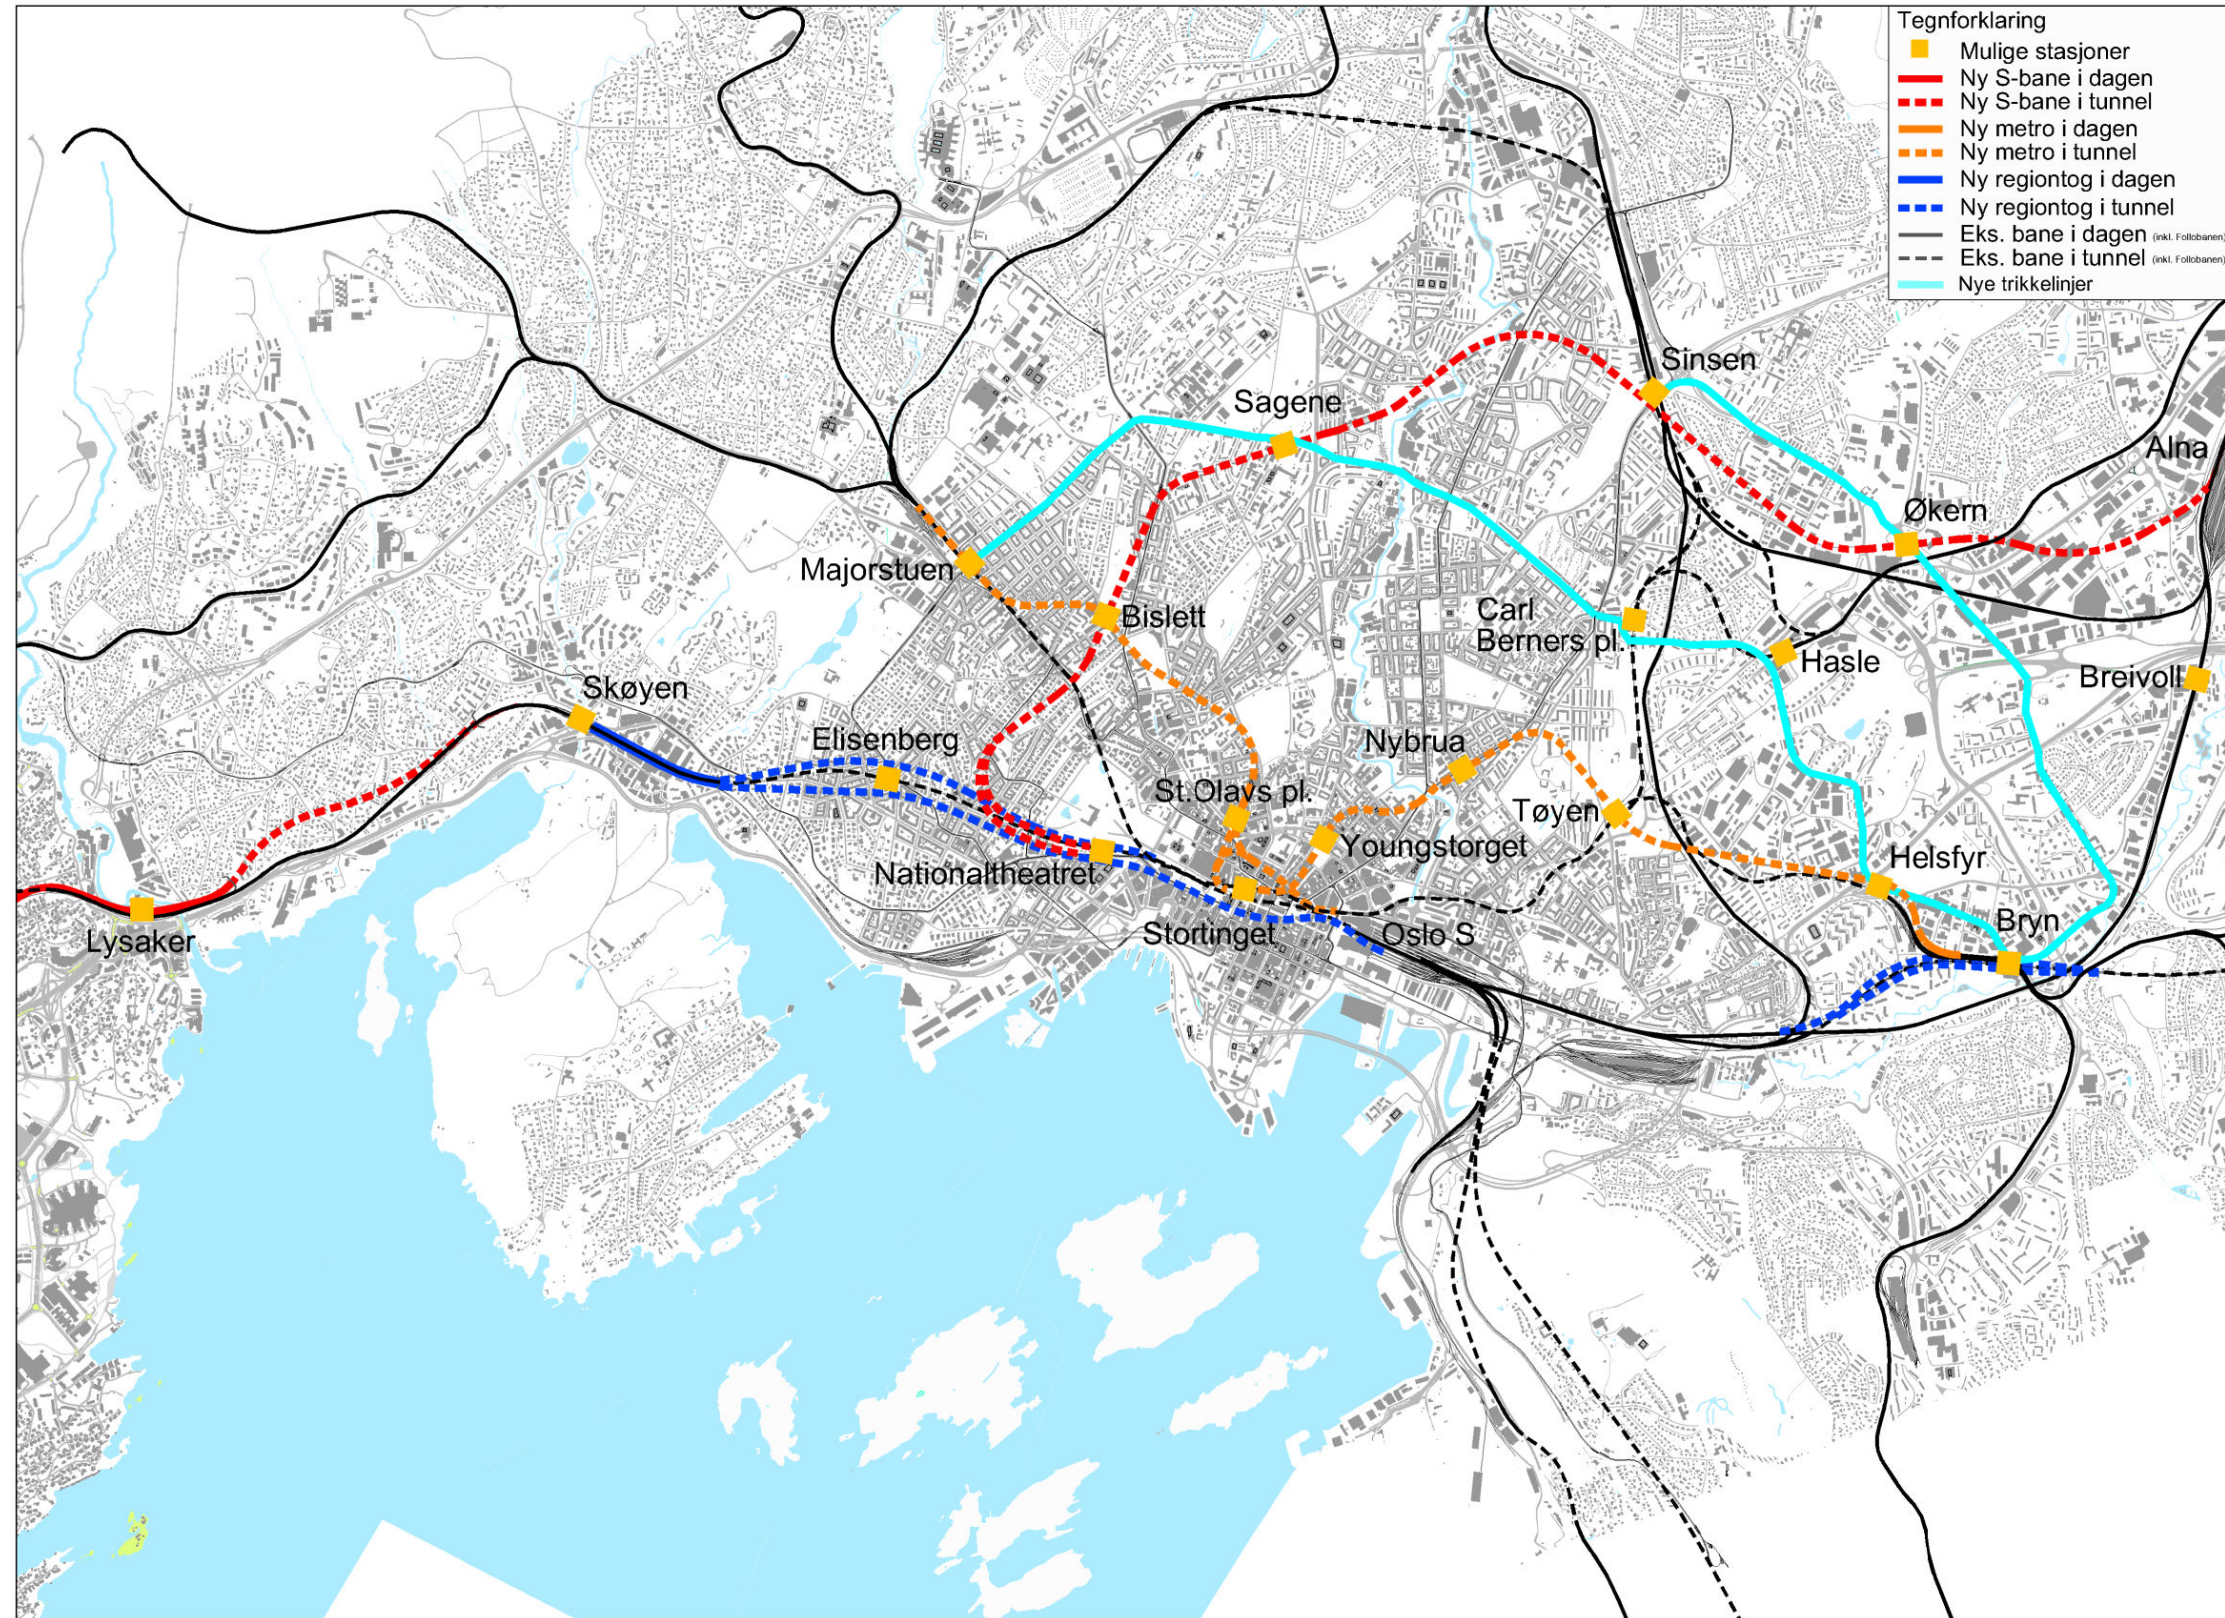 Tegnforklaring
Mulige stasjoner
Ny S-bane i dagen
Ny S-bane i tunnel
Ny metro i dagen
Ny metro i tunnel
Ny regiontog i dagen
Ny regiontog i tunnel
Eks. bane i dagen (inkl. Follobanen)
Eks. bane i tunnel (inkl. Follobanen)
Nye trikkelinjer
Sinsen
Sagene
Alna
Økern
Majorstuen
Bislett
Carl
Berners pl.
Hasle
Breivoll
Skøyen
Elisenberg
Nybrua
St.Olavs pl.
Tøyen
Youngstorget
Helsfyr
Nationaltheatret
Bryn
Stortinget
Oslo S
Lysaker